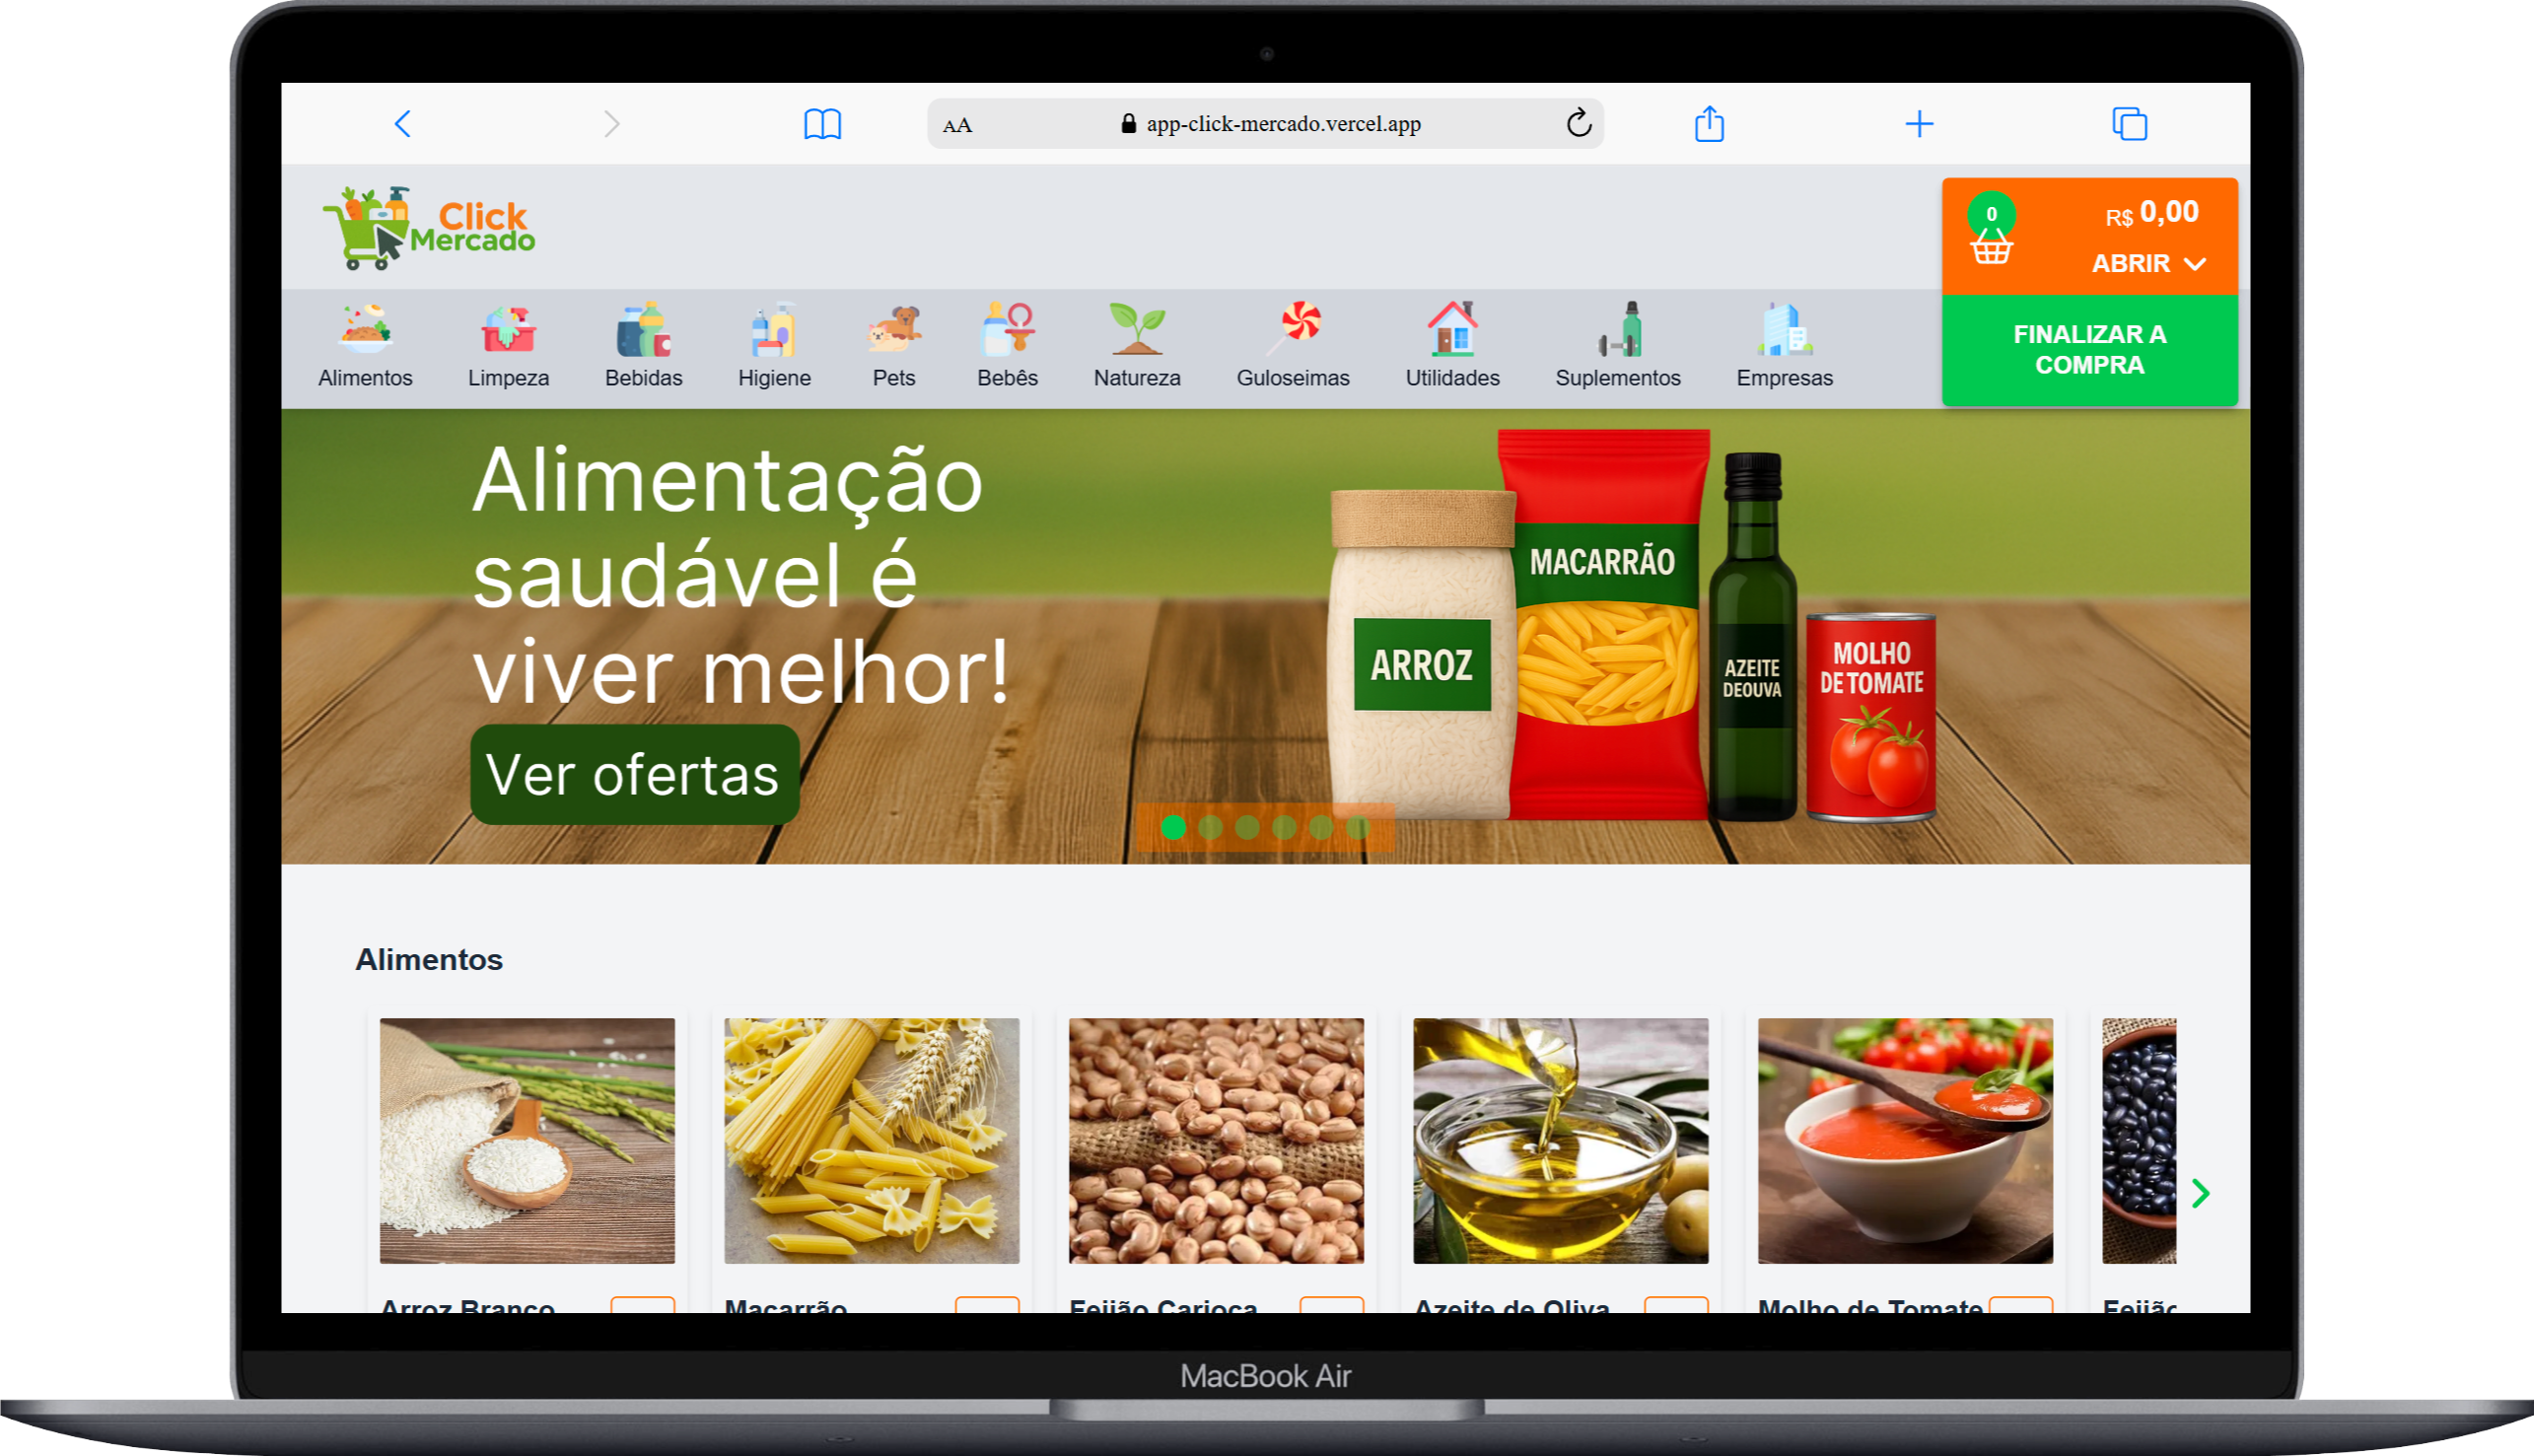 AA
app-click-mercado.vercel.app
Click
Mercado
0
R$ 0,00
ABRIR
FINALIZAR A
COMPRA
Alimentos
Limpeza
Bebidas
Higiene
Pets
Bebês
Natureza
Guloseimas
Utilidades
Suplementos
Empresas
Alimentação
saudável é
viver melhor!
Ver ofertas
ARROZ
MACARRÃO
AZEITE
DEOUVA
MOLHO
DE TOMATE
Alimentos
Arroz Branco
Macarrão
Feijão Carioca
Azeite de Oliva
Molho de Tomate
Feijão
MacBook Air